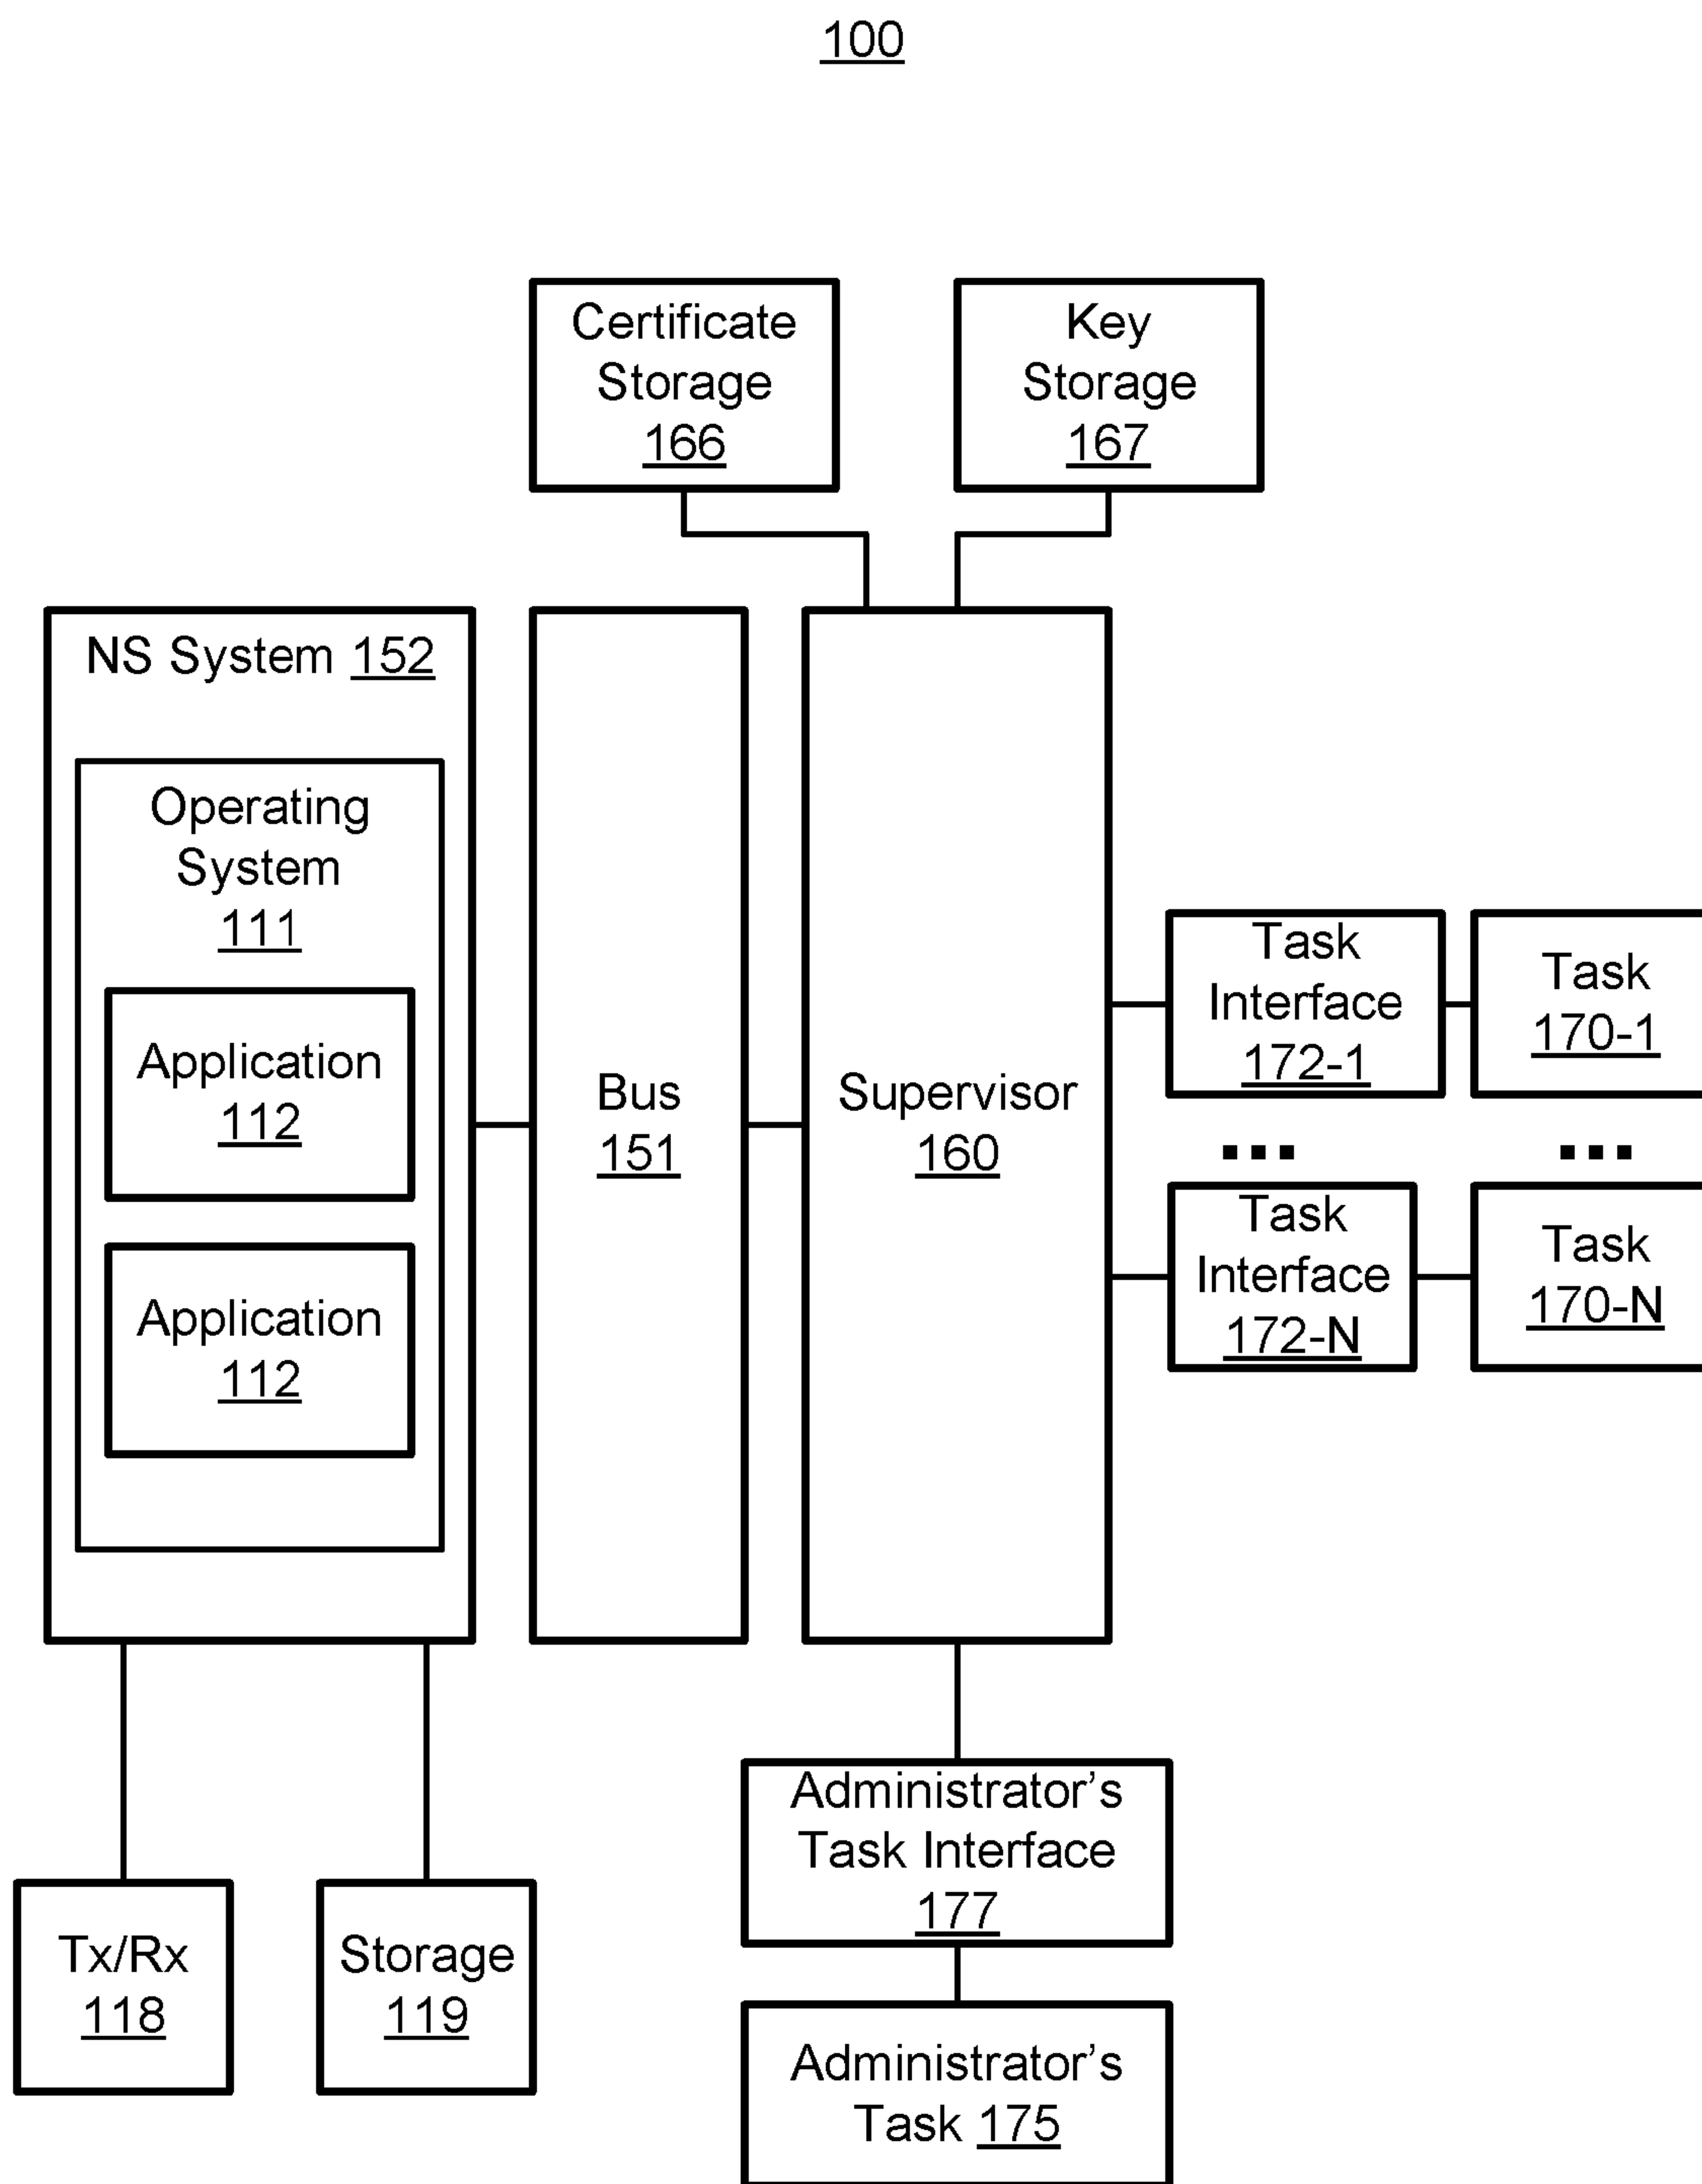 100
Certificate
Storage
166
Key
Storage
167
NS System 152
Operating
System
111
Application
112
Application
112
Bus
151
Supervisor
160
Task
Interface
172-1
Task
170-1
...
...
Task
Interface
172-N
Task
170-N
Tx/Rx
118
Storage
119
Administrator's
Task Interface
177
Administrator's
Task 175